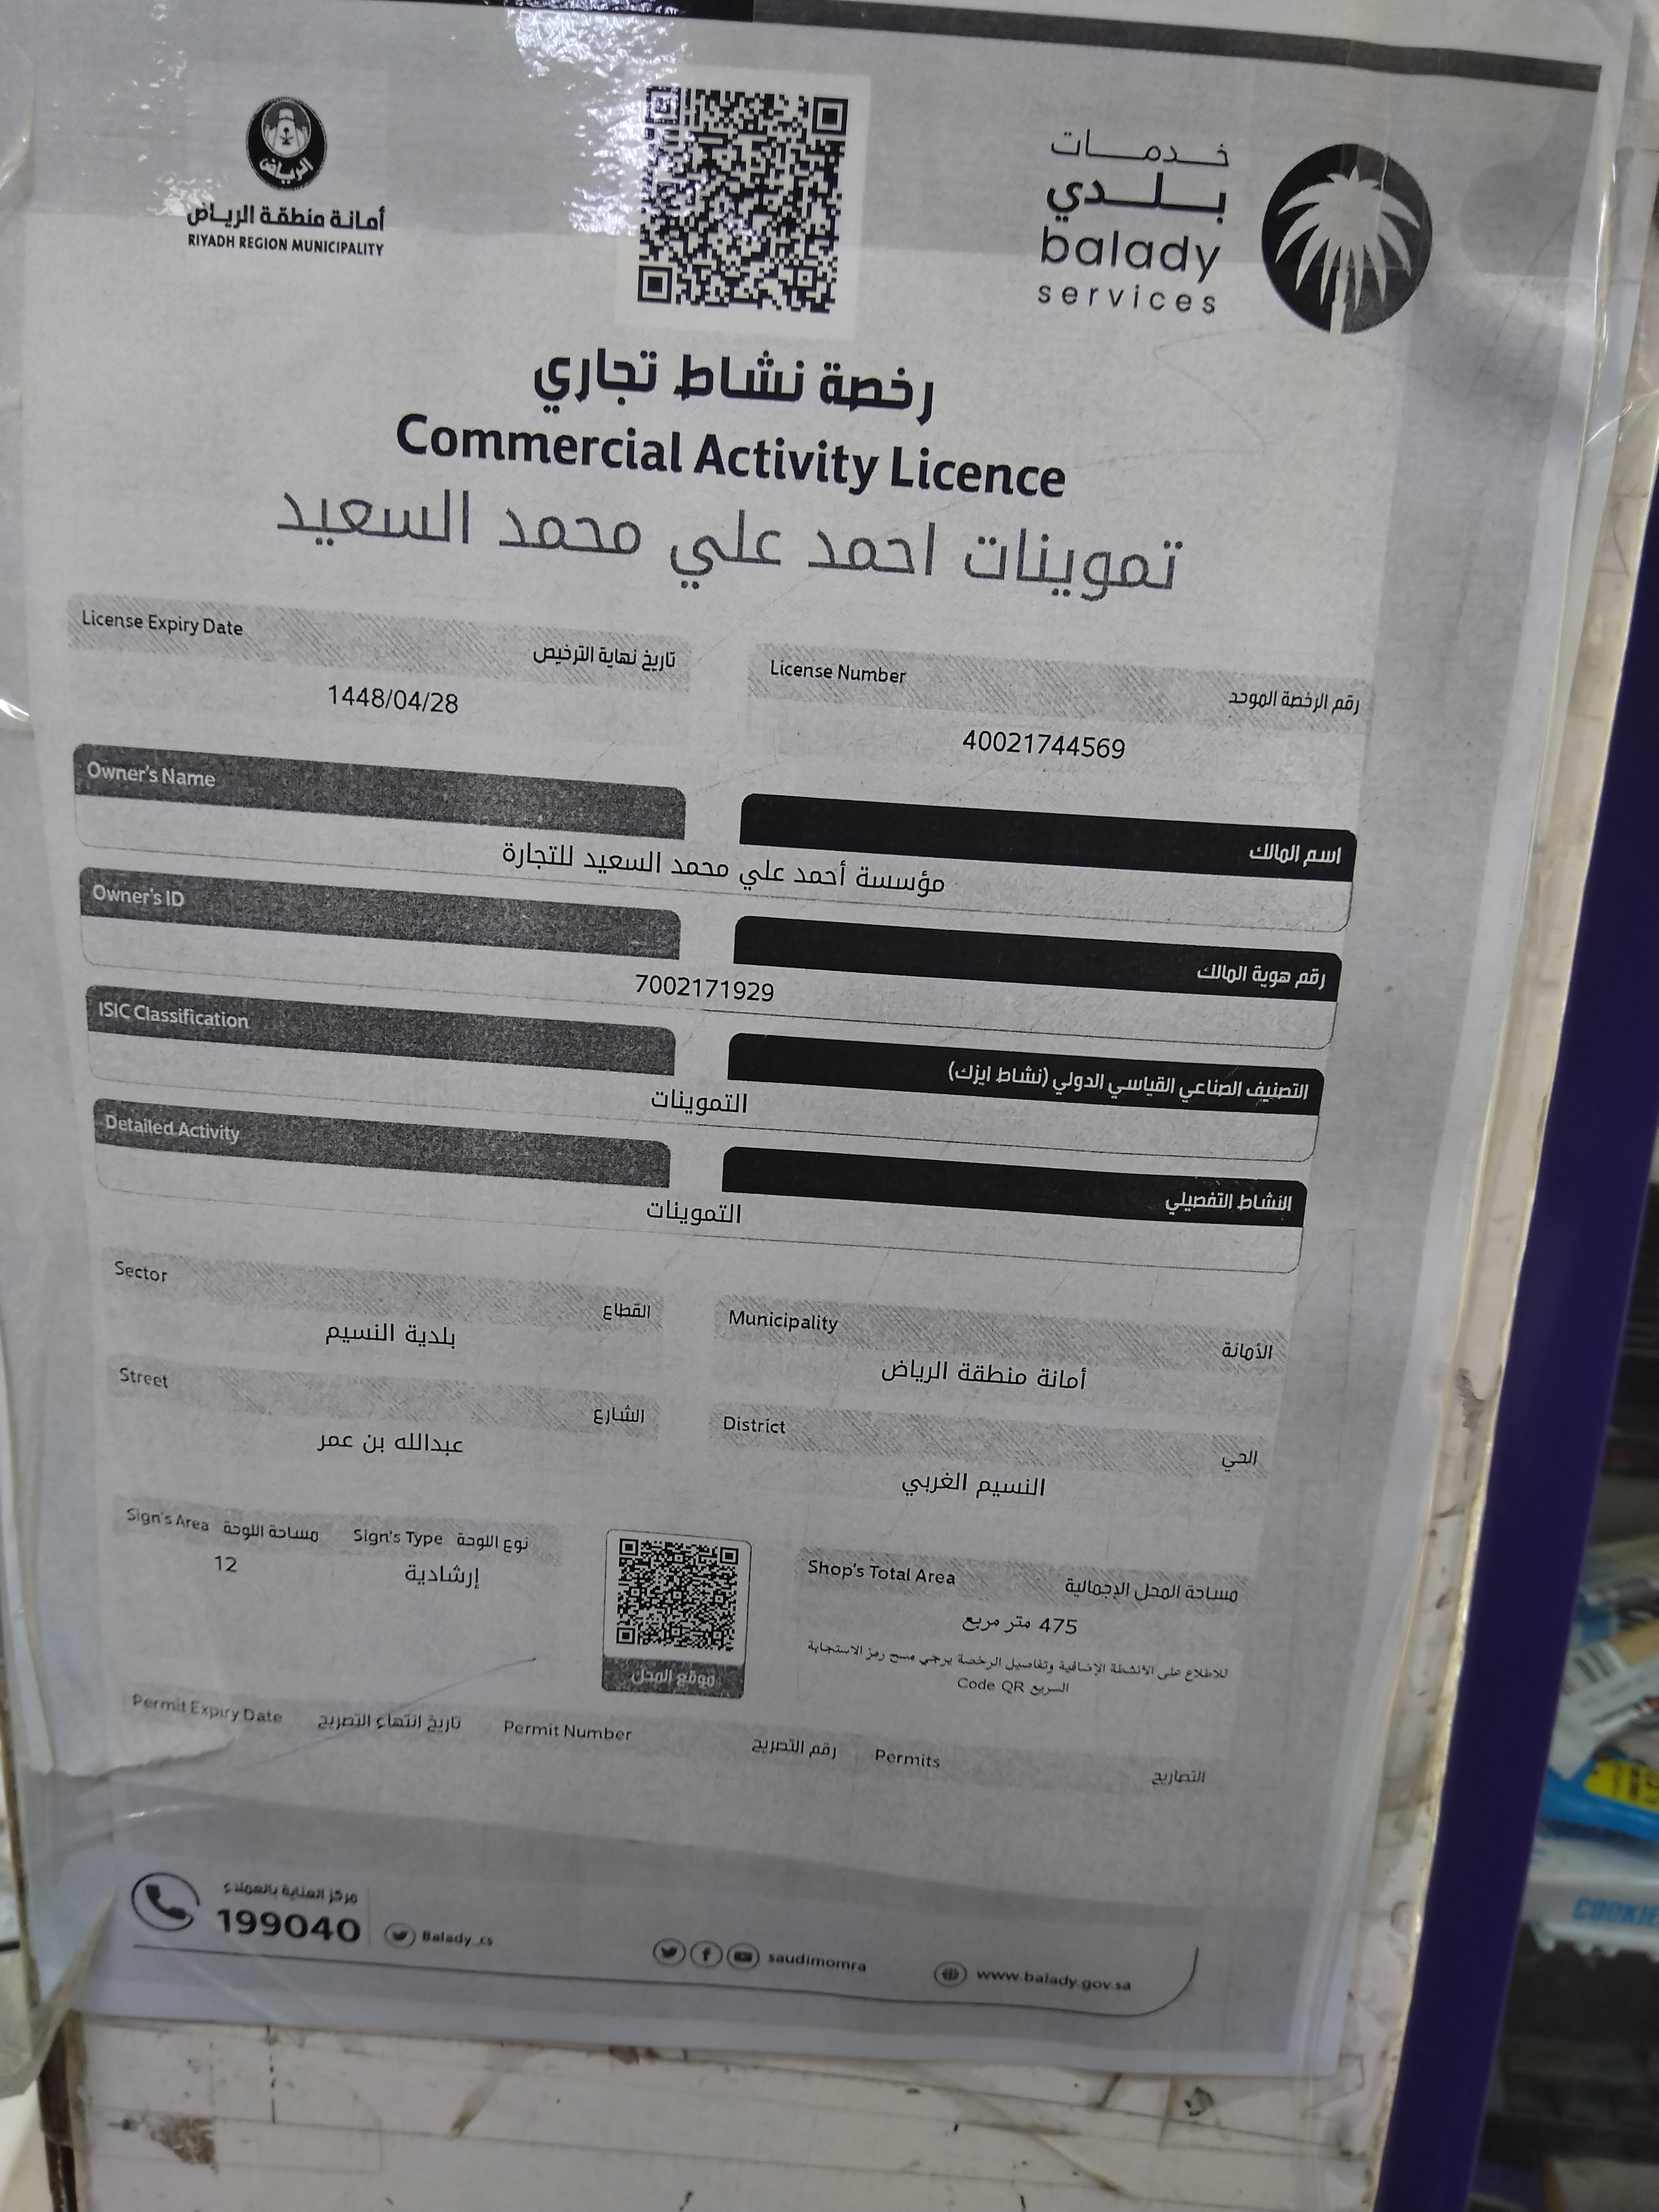 الرياض
أمانة منطقة الرياض
RIYADH REGION MUNICIPALITY
خدمات
بلدي
balady
services
رخصة نشاط تجاري
Commercial Activity Licence
تموينات احمد علي محمد السعيد
License Expiry Date تاريخ نهاية الترخيص
1448/04/28
License Number رقم الرخصة الموحد
40021744569
Owner's Name اسم المالك
مؤسسة أحمد علي محمد السعيد للتجارة
Owner's ID رقم هوية المالك
7002171929
ISIC Classification التصنيف الصناعي القياسي الدولي (نشاط ايزك)
التموينات
Detailed Activity النشاط التفصيلي
التموينات
Sector القطاع
بلدية النسيم
Municipality الأمانة
أمانة منطقة الرياض
Street الشارع
عبدالله بن عمر
District الحي
النسيم الغربي
Sign's Area مساحة اللوحة
12
Sign's Type نوع اللوحة
إرشادية
موقع المحل
Shop's Total Area مساحة المحل الإجمالية
475 متر مربع
للاطلاع على الأنشطة الإضافية وتفاصيل الرخصة يرجي مسح رمز الاستجابة
السريع Code QR
Permit Expiry Date تاريخ انتهاء التصريح
Permit Number رقم التصريح
Permits التصاريح
مركز العناية بالعملاء
199040
Balady_cs
saudimomra
www.balady.gov.sa
COOKIE